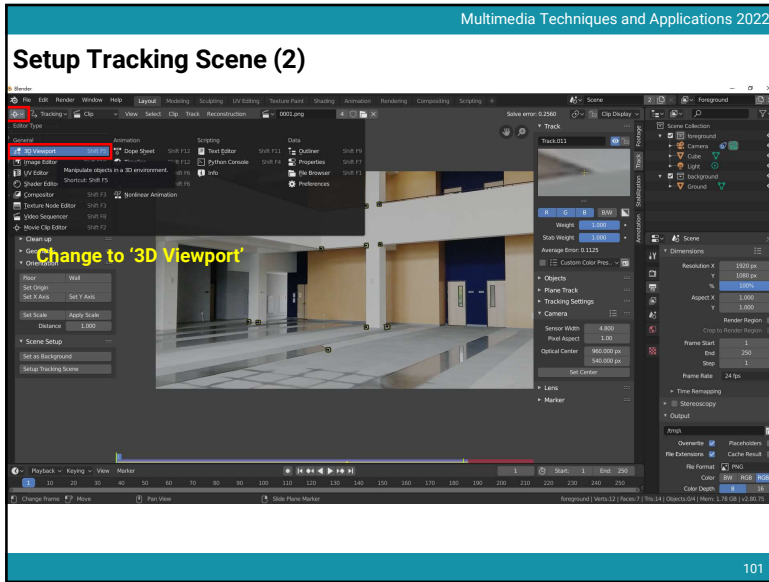 Multimedia Techniques and Applications 2022
Setup Tracking Scene (2)
Blender
File Edit Render Window Help Layout Modeling Sculpting UV Editing Texture Paint Shading Animation Rendering Compositing Scripting + Scene 2 Foreground
Tracking Clip View Select Clip Track Reconstruction 0001.png 4 Solve error: 0.2560 Clip Display
Editor Type
General Animation Scripting Data
3D Viewport Shift F5 Dope Sheet Shift F12 Text Editor Shift F11 Outliner Shift F9
Image Editor Shift F12 Python Console Shift F4 Properties Shift F7
Manipulate objects in a 3D environment.
UV Editor Shift F6 Info File Browser Shift F1
Shortcut: Shift F5
Shader Editor Preferences
Compositor Shift F3 Nonlinear Animation
Texture Node Editor Shift F3
Video Sequencer Shift F8
Movie Clip Editor Shift F2
Clean up
Change to ‘3D Viewport’
Orientation
Floor Wall
Set Origin
Set X Axis Set Y Axis
Set Scale Apply Scale
Distance 1.000
Scene Setup
Set as Background
Setup Tracking Scene
Track
Track.011
R G B B/W
Weight 1.000
Stab Weight 1.000
Average Error: 0.1125
Custom Color Pres..
Objects
Plane Track
Tracking Settings
Camera
Sensor Width 4.800
Pixel Aspect 1.00
Optical Center 960.000 px
540.000 px
Set Center
Lens
Marker
Footage
Track
Stabilization
Annotation
Scene Collection
foreground
Camera
Cube
Light
background
Ground
Scene
Dimensions
Resolution X 1920 px
Y 1080 px
% 100%
Aspect X 1.000
Y 1.000
Render Region
Crop to Render Region
Frame Start 1
End 250
Step 1
Frame Rate 24 fps
Time Remapping
Stereoscopy
Output
/tmp\
Overwrite Placeholders
File Extensions Cache Result
File Format PNG
Color BW RGB RGB
Color Depth 8 16
Playback Keying View Marker 1 Start: 1 End: 250
1 10 20 30 40 50 60 70 80 90 100 110 120 130 140 150 160 170 180 190 200 210 220 230 240 250
Change Frame Move Pan View Slide Plane Marker foreground | Verts:12 | Faces:7 | Tris:14 | Objects:0/4 | Mem: 1.78 GB | v2.80.75
101